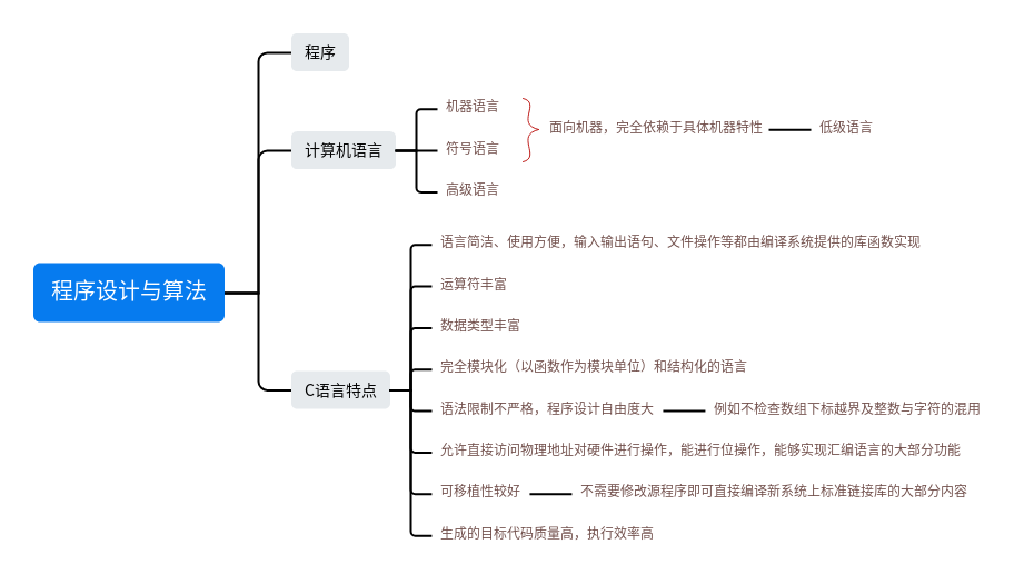 程序设计与算法
程序
计算机语言
机器语言
符号语言
面向机器，完全依赖于具体机器特性
低级语言
高级语言
C语言特点
语言简洁、使用方便，输入输出语句、文件操作等都由编译系统提供的库函数实现
运算符丰富
数据类型丰富
完全模块化（以函数作为模块单位）和结构化的语言
语法限制不严格，程序设计自由度大
例如不检查数组下标越界及整数与字符的混用
允许直接访问物理地址对硬件进行操作，能进行位操作，能够实现汇编语言的大部分功能
可移植性较好
不需要修改源程序即可直接编译新系统上标准链接库的大部分内容
生成的目标代码质量高，执行效率高